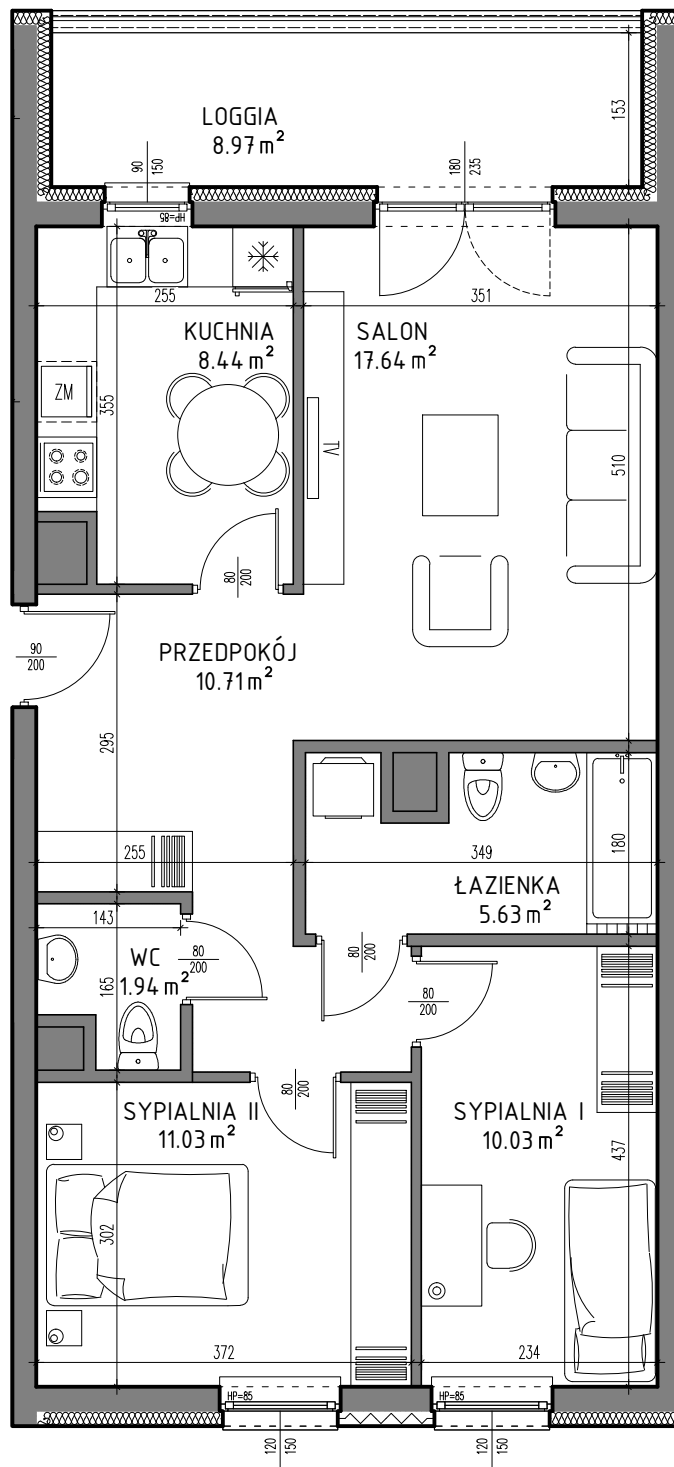 LOGGIA
8.97 m²
153
90
150
180
235
HP=85
255
351
KUCHNIA
8.44 m²
SALON
17.64 m²
ZM
355
TV
510
80
200
90
200
PRZEDPOKÓJ
10.71 m²
295
255
349
180
ŁAZIENKA
5.63 m²
143
WC
1.94 m²
165
80
200
80
200
80
200
80
200
SYPIALNIA II
11.03 m²
SYPIALNIA I
10.03 m²
437
302
372
234
HP=85
HP=85
120
150
120
150